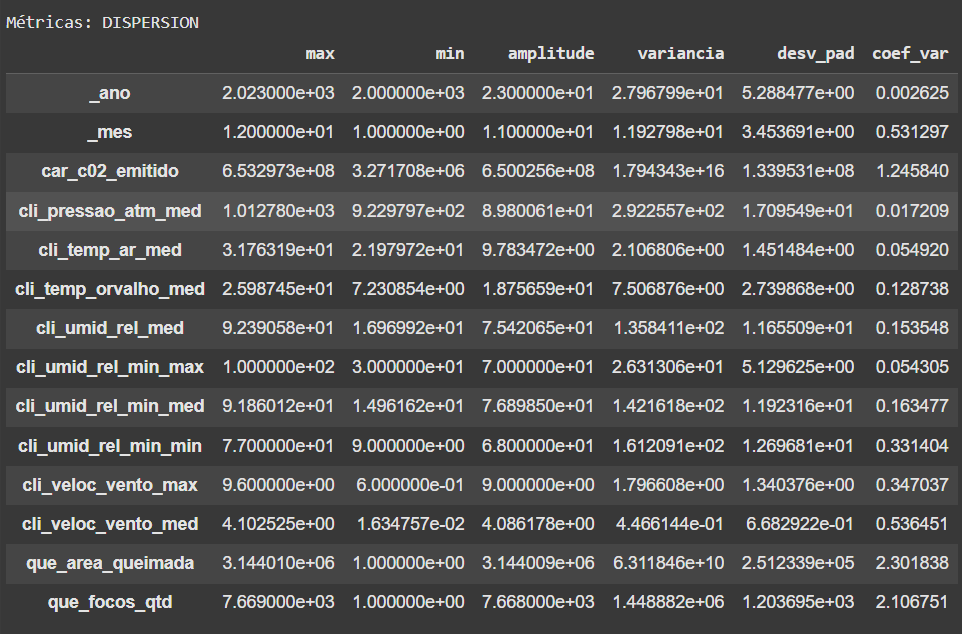 Métricas: DISPERSION
max min amplitude variancia desv_pad coef_var
_ano 2.023000e+03 2.000000e+03 2.300000e+01 2.796799e+01 5.288477e+00 0.002625
_mes 1.200000e+01 1.000000e+00 1.100000e+01 1.192798e+01 3.453691e+00 0.531297
car_c02_emitido 6.532973e+08 3.271708e+06 6.500256e+08 1.794343e+16 1.339531e+08 1.245840
cli_pressao_atm_med 1.012780e+03 9.229797e+02 8.980061e+01 2.922557e+02 1.709549e+01 0.017209
cli_temp_ar_med 3.176319e+01 2.197972e+01 9.783472e+00 2.106806e+00 1.451484e+00 0.054920
cli_temp_orvalho_med 2.598745e+01 7.230854e+00 1.875659e+01 7.506876e+00 2.739868e+00 0.128738
cli_umid_rel_med 9.239058e+01 1.696992e+01 7.542065e+01 1.358411e+02 1.165509e+01 0.153548
cli_umid_rel_min_max 1.000000e+02 3.000000e+01 7.000000e+01 2.631306e+01 5.129625e+00 0.054305
cli_umid_rel_min_med 9.186012e+01 1.496162e+01 7.689850e+01 1.421618e+02 1.192316e+01 0.163477
cli_umid_rel_min_min 7.700000e+01 9.000000e+00 6.800000e+01 1.612091e+02 1.269681e+01 0.331404
cli_veloc_vento_max 9.600000e+00 6.000000e-01 9.000000e+00 1.796608e+00 1.340376e+00 0.347037
cli_veloc_vento_med 4.102525e+00 1.634757e-02 4.086178e+00 4.466144e-01 6.682922e-01 0.536451
que_area_queimada 3.144010e+06 1.000000e+00 3.144009e+06 6.311846e+10 2.512339e+05 2.301838
que_focos_qtd 7.669000e+03 1.000000e+00 7.668000e+03 1.448882e+06 1.203695e+03 2.106751